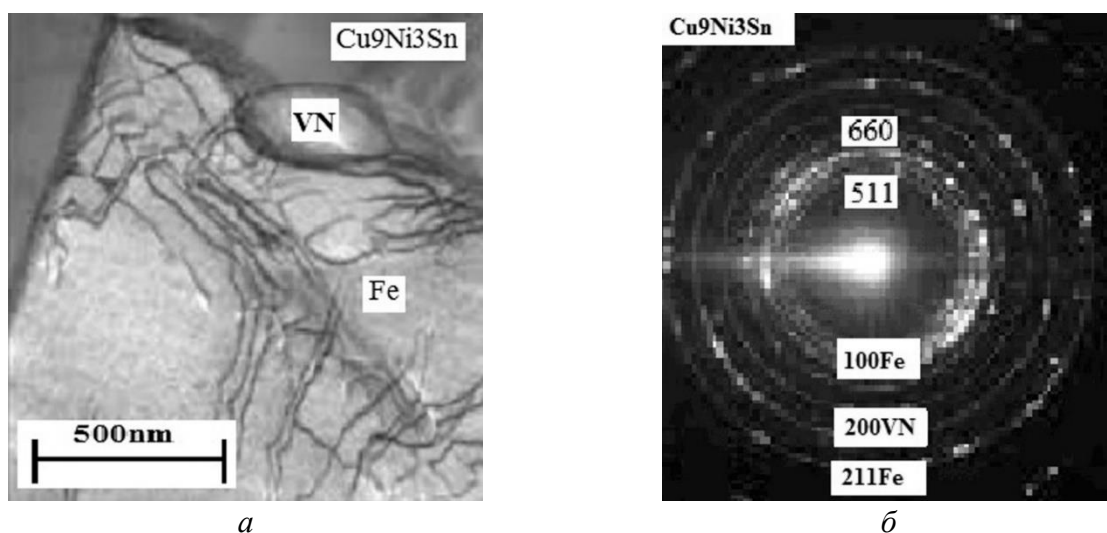 Cu9Ni3Sn
VN
Fe
500nm
а
Cu9Ni3Sn
660
511
100Fe
200VN
211Fe
б